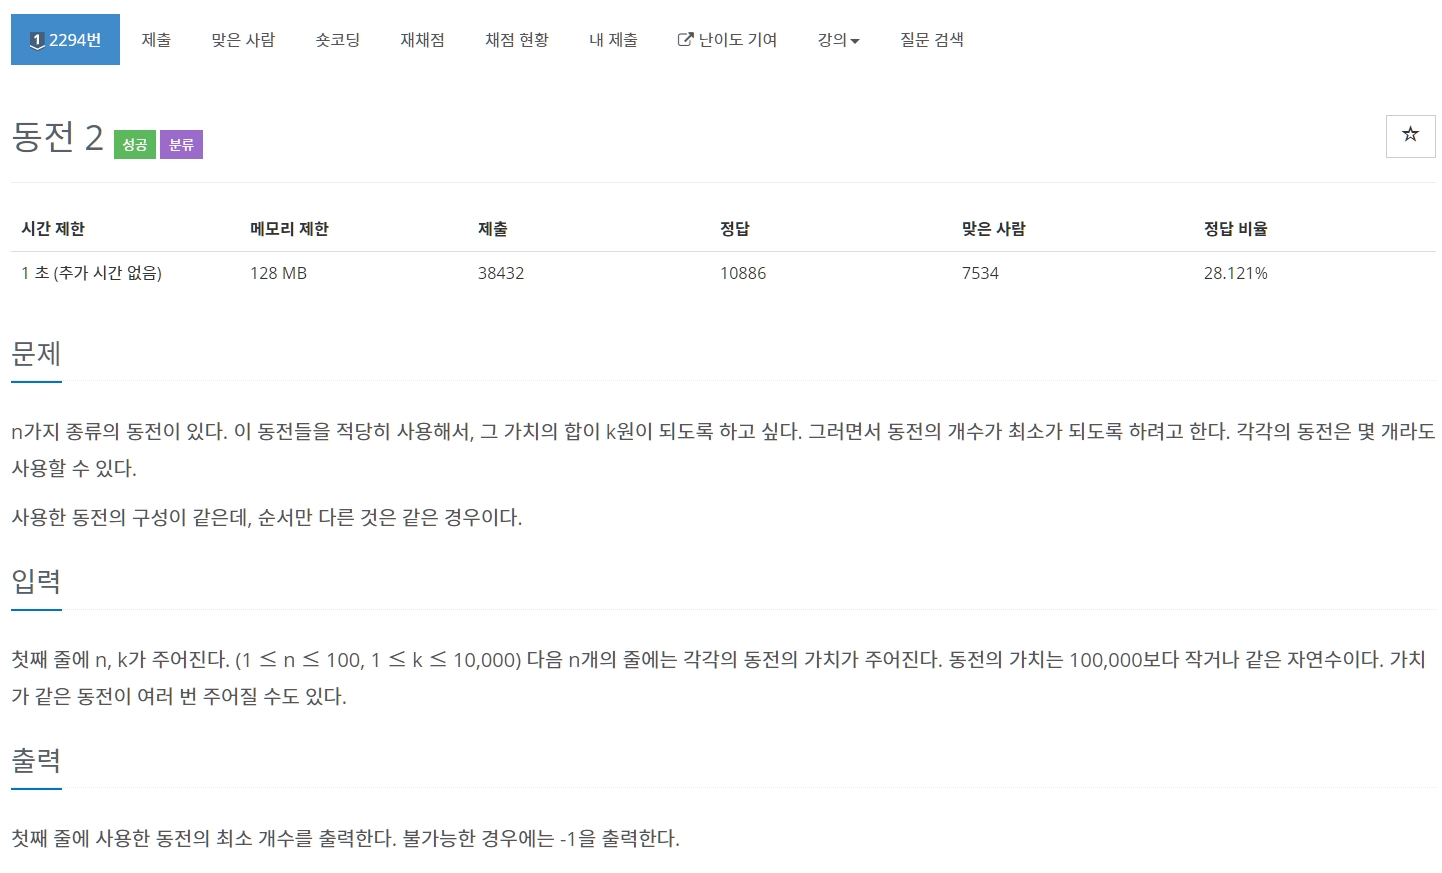 1 2294번 제출 맞은 사람 숏코딩 재채점 채점 현황 내 제출 난이도 기여 강의 질문 검색
동전 2 성공 분류
시간 제한 메모리 제한 제출 정답 맞은 사람 정답 비율
1 초 (추가 시간 없음) 128 MB 38432 10886 7534 28.121%
문제
n가지 종류의 동전이 있다. 이 동전들을 적당히 사용해서, 그 가치의 합이 k원이 되도록 하고 싶다. 그러면서 동전의 개수가 최소가 되도록 하려고 한다. 각각의 동전은 몇 개라도
사용할 수 있다.
사용한 동전의 구성이 같은데, 순서만 다른 것은 같은 경우이다.
입력
첫째 줄에 n, k가 주어진다. (1 ≤ n ≤ 100, 1 ≤ k ≤ 10,000) 다음 n개의 줄에는 각각의 동전의 가치가 주어진다. 동전의 가치는 100,000보다 작거나 같은 자연수이다. 가치
가 같은 동전이 여러 번 주어질 수도 있다.
출력
첫째 줄에 사용한 동전의 최소 개수를 출력한다. 불가능한 경우에는 -1을 출력한다.